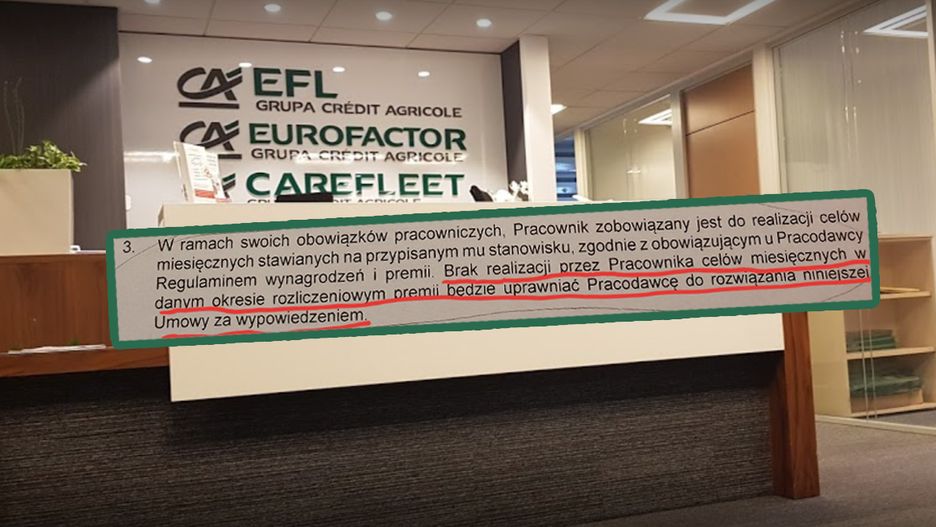 CA EFL
GRUPA CRÉDIT AGRICOLE
CA EUROFACTOR
GRUPA CRÉDIT AGRICOLE
CAREFLEET
3. W ramach swoich obowiązków pracowniczych, Pracownik zobowiązany jest do realizacji celów
miesięcznych stawianych na przypisanym mu stanowisku, zgodnie z obowiązującym u Pracodawcy
Regulaminem wynagrodzeń i premii. Brak realizacji przez Pracownika celów miesięcznych w
danym okresie rozliczeniowym premii będzie uprawniać Pracodawcę do rozwiązania niniejszej
Umowy za wypowiedzeniem.